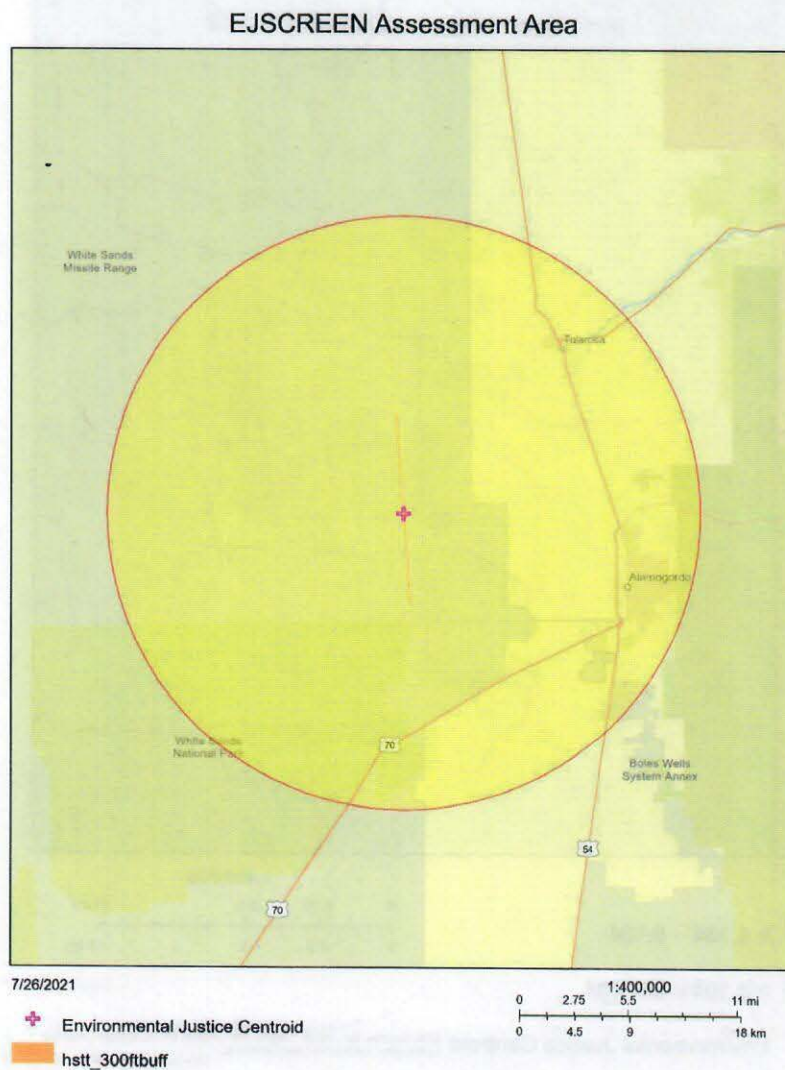 EJSCREEN Assessment Area
White Sands
Missile Range
Tularosa
Alamogordo
White Sands
National Park
70
Boles Wells
System Annex
54
70
7/26/2021
1:400,000
0 2.75 5.5 11 mi
0 4.5 9 18 km
Environmental Justice Centroid
hstt_300ftbuff